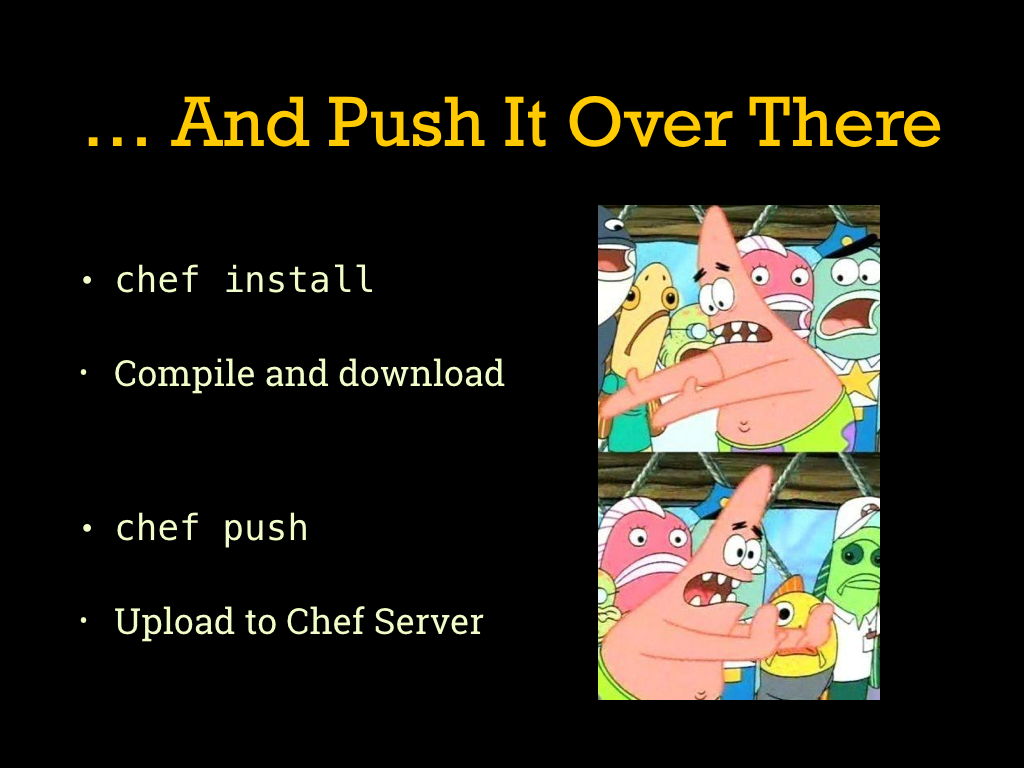 … And Push It Over There
• chef install
• Compile and download
• chef push
• Upload to Chef Server